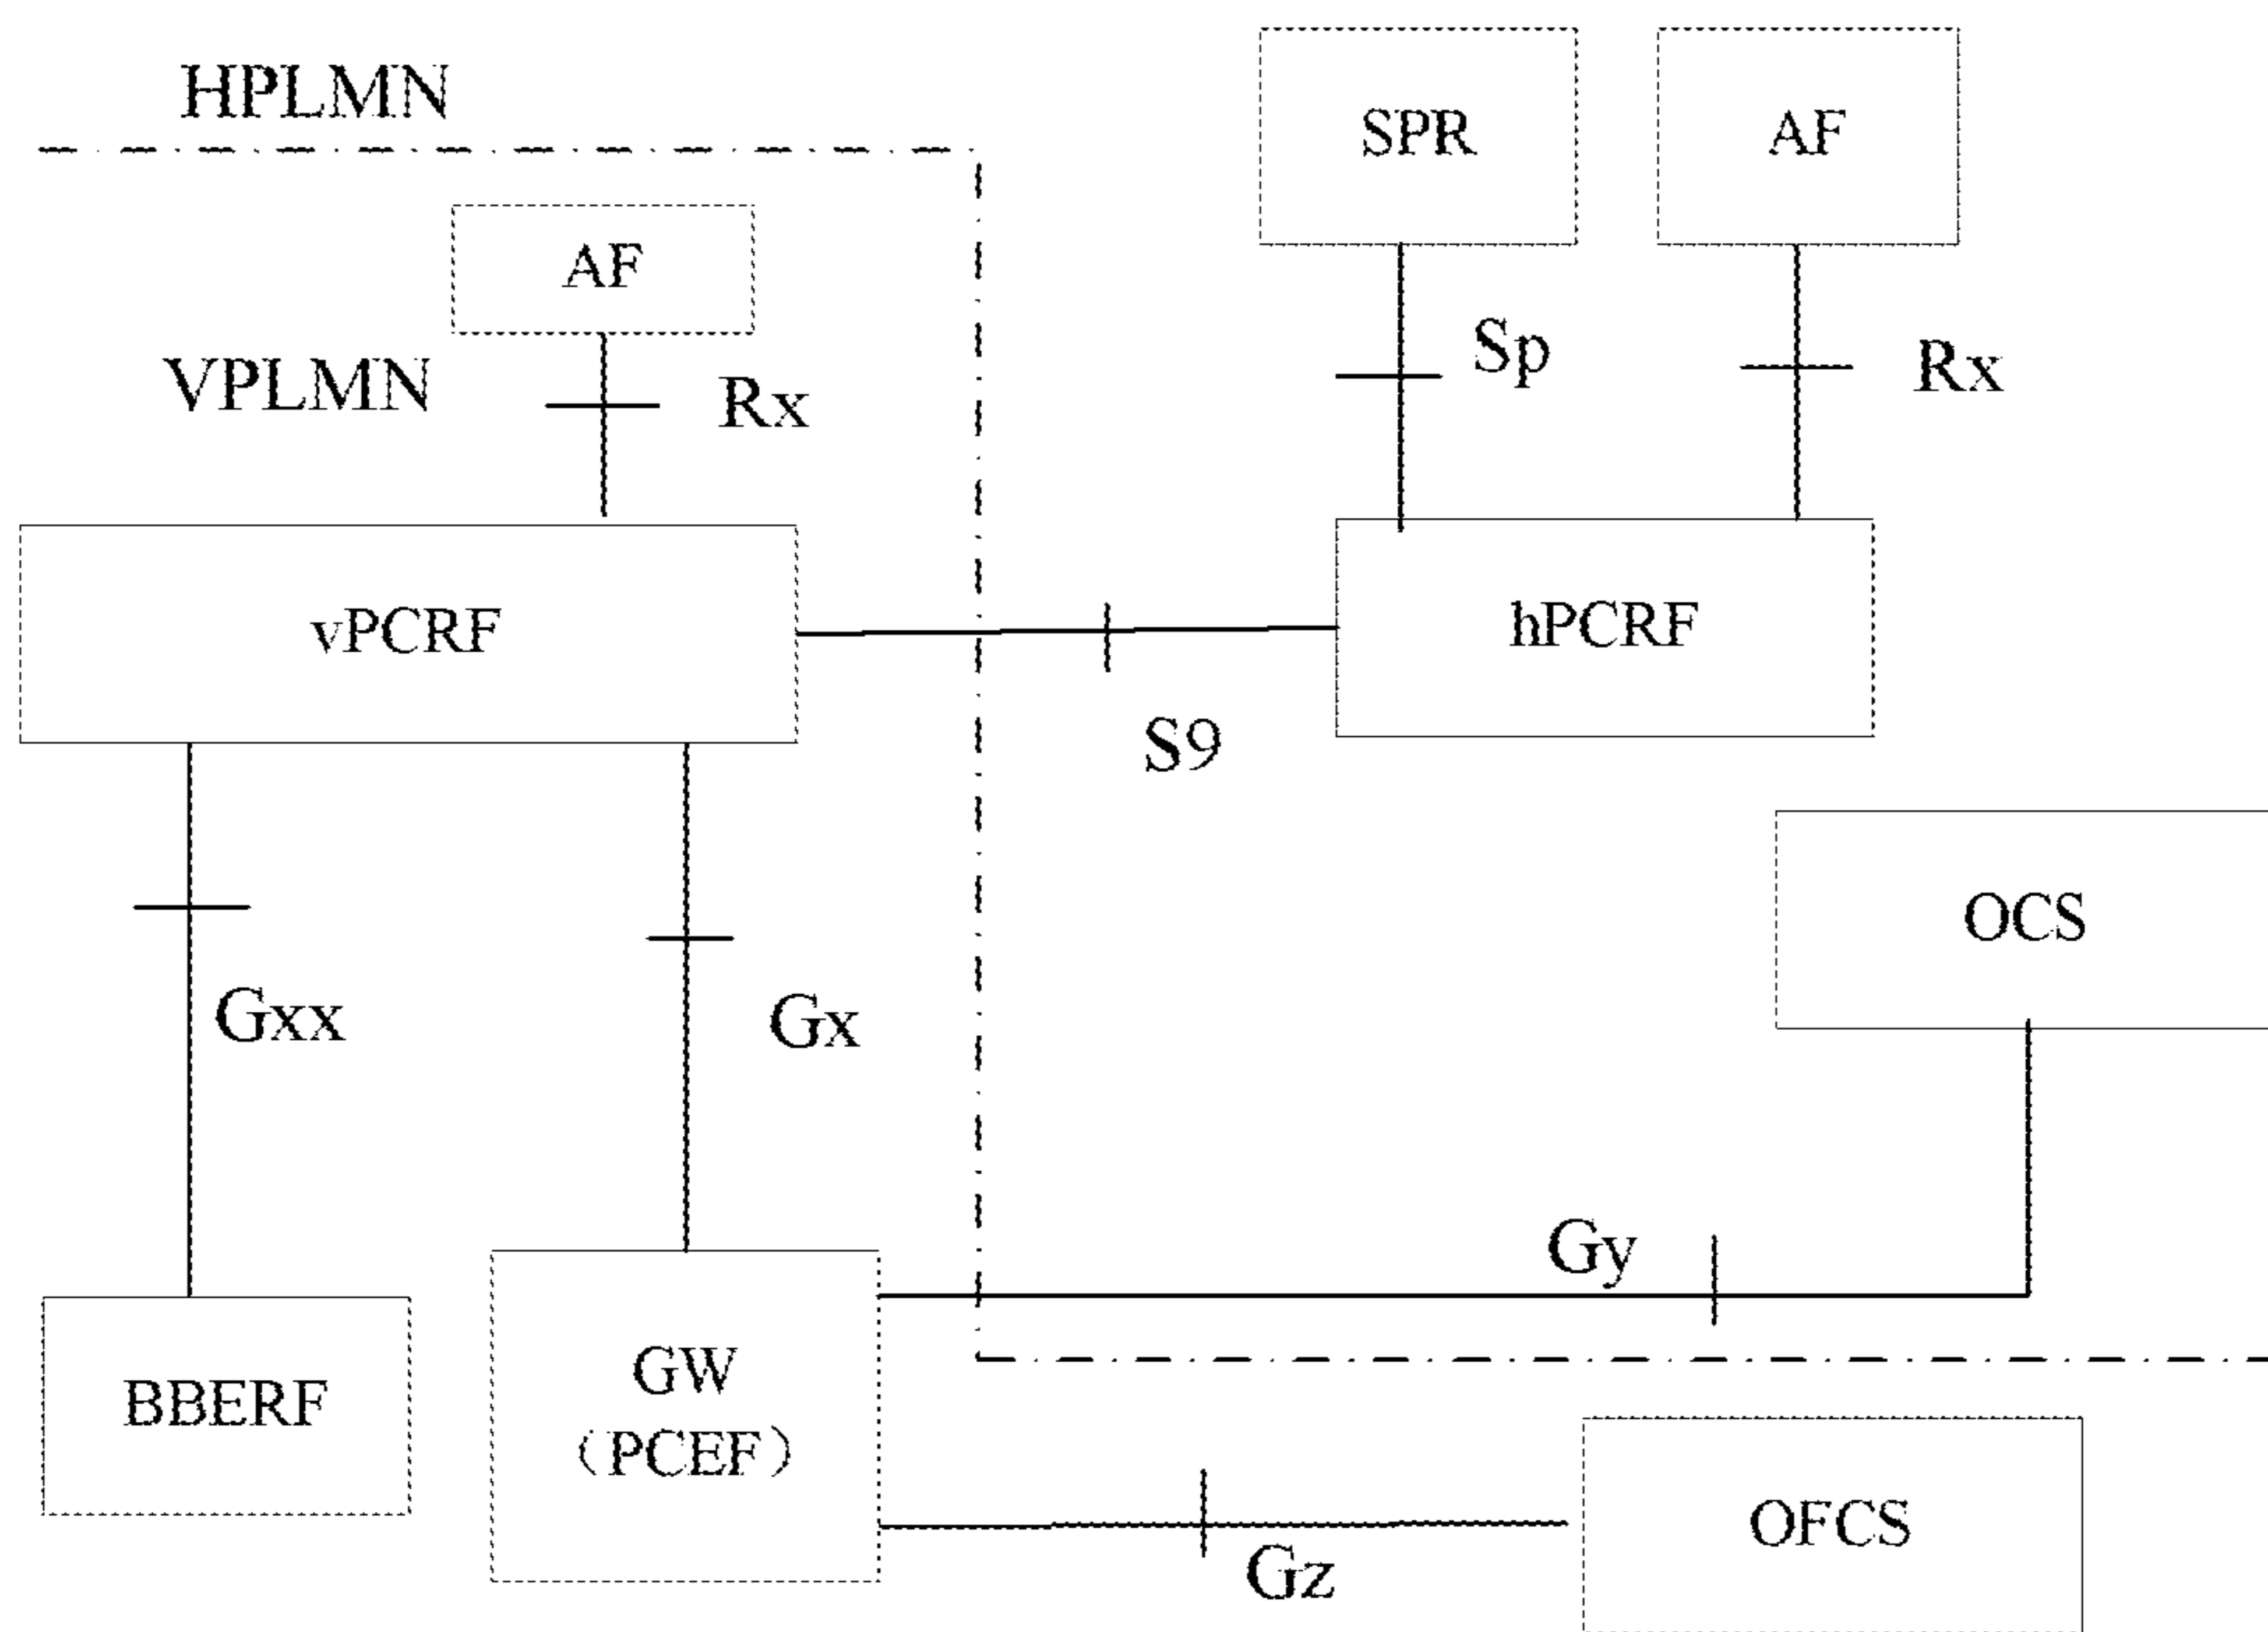 HPLMN
SPR
AF
AF
VPLMN
Rx
Sp
Rx
vPCRF
hPCRF
S9
OCS
Gxx
Gx
Gy
BBERF
GW
（PCEF）
OFCS
Gz